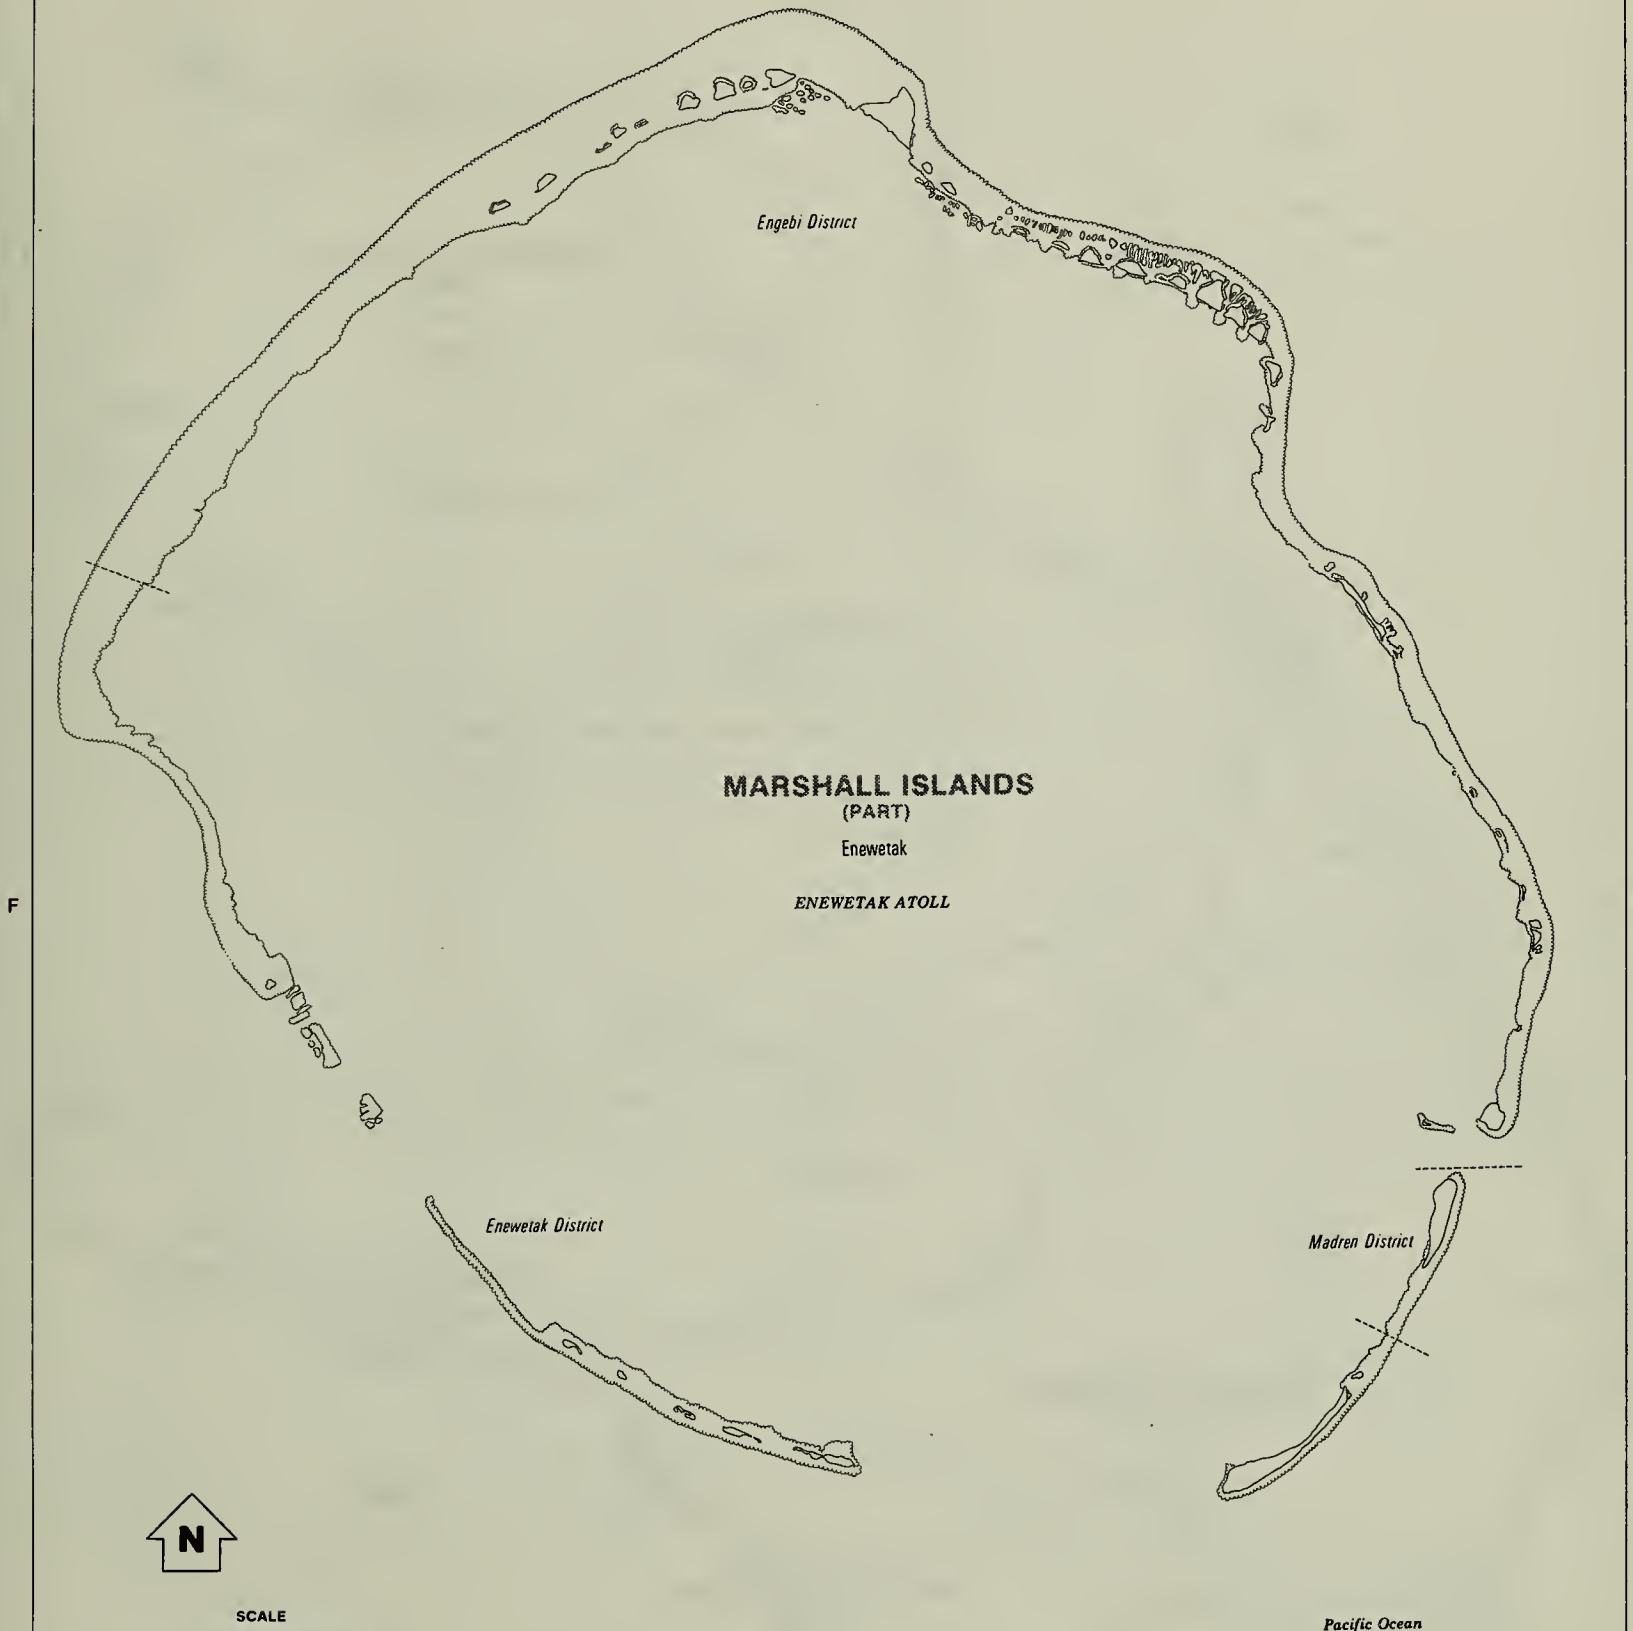 Engebi District
MARSHALL ISLANDS
(PART)
Enewetak
ENEWETAK ATOLL
F
Enewetak District
Madren District
N
SCALE
Pacific Ocean